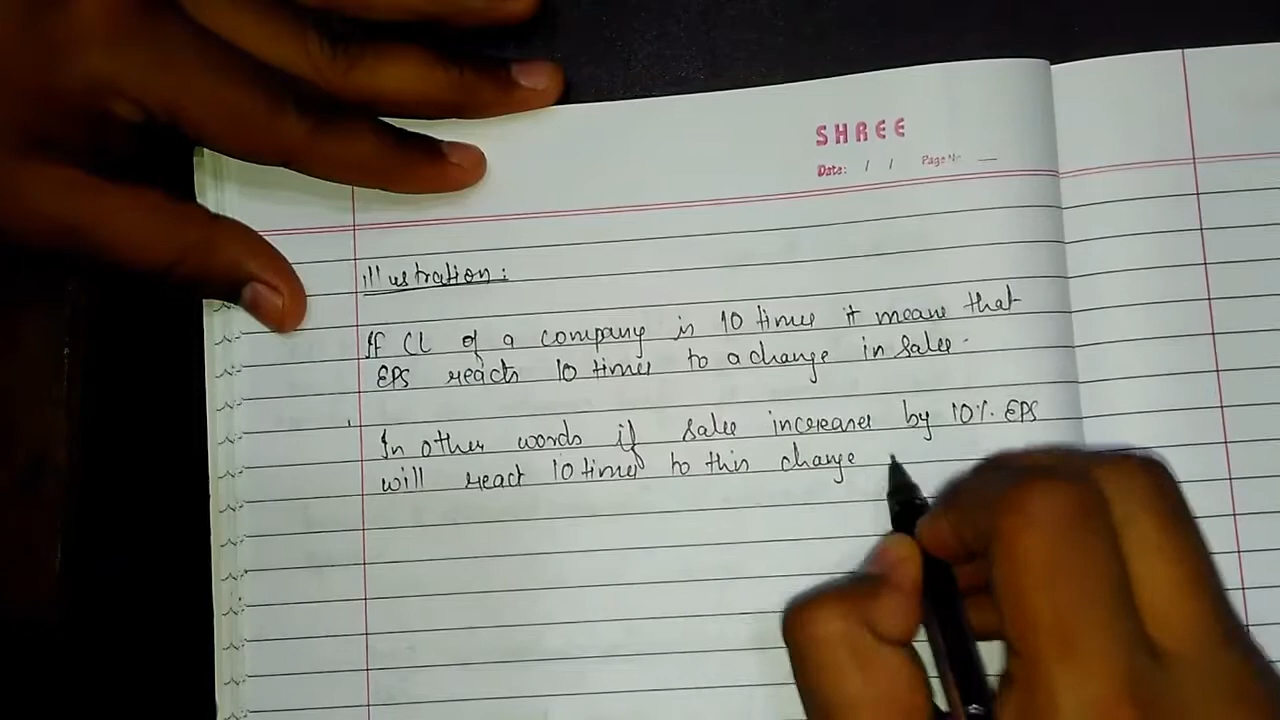 SHREE
Date: / / Page No
illustration:
If CL of a company is 10 times it means that
EPS reacts 10 times to a change in sales.
In other words if sales increases by 10%. EPS
will react 10 times to this change